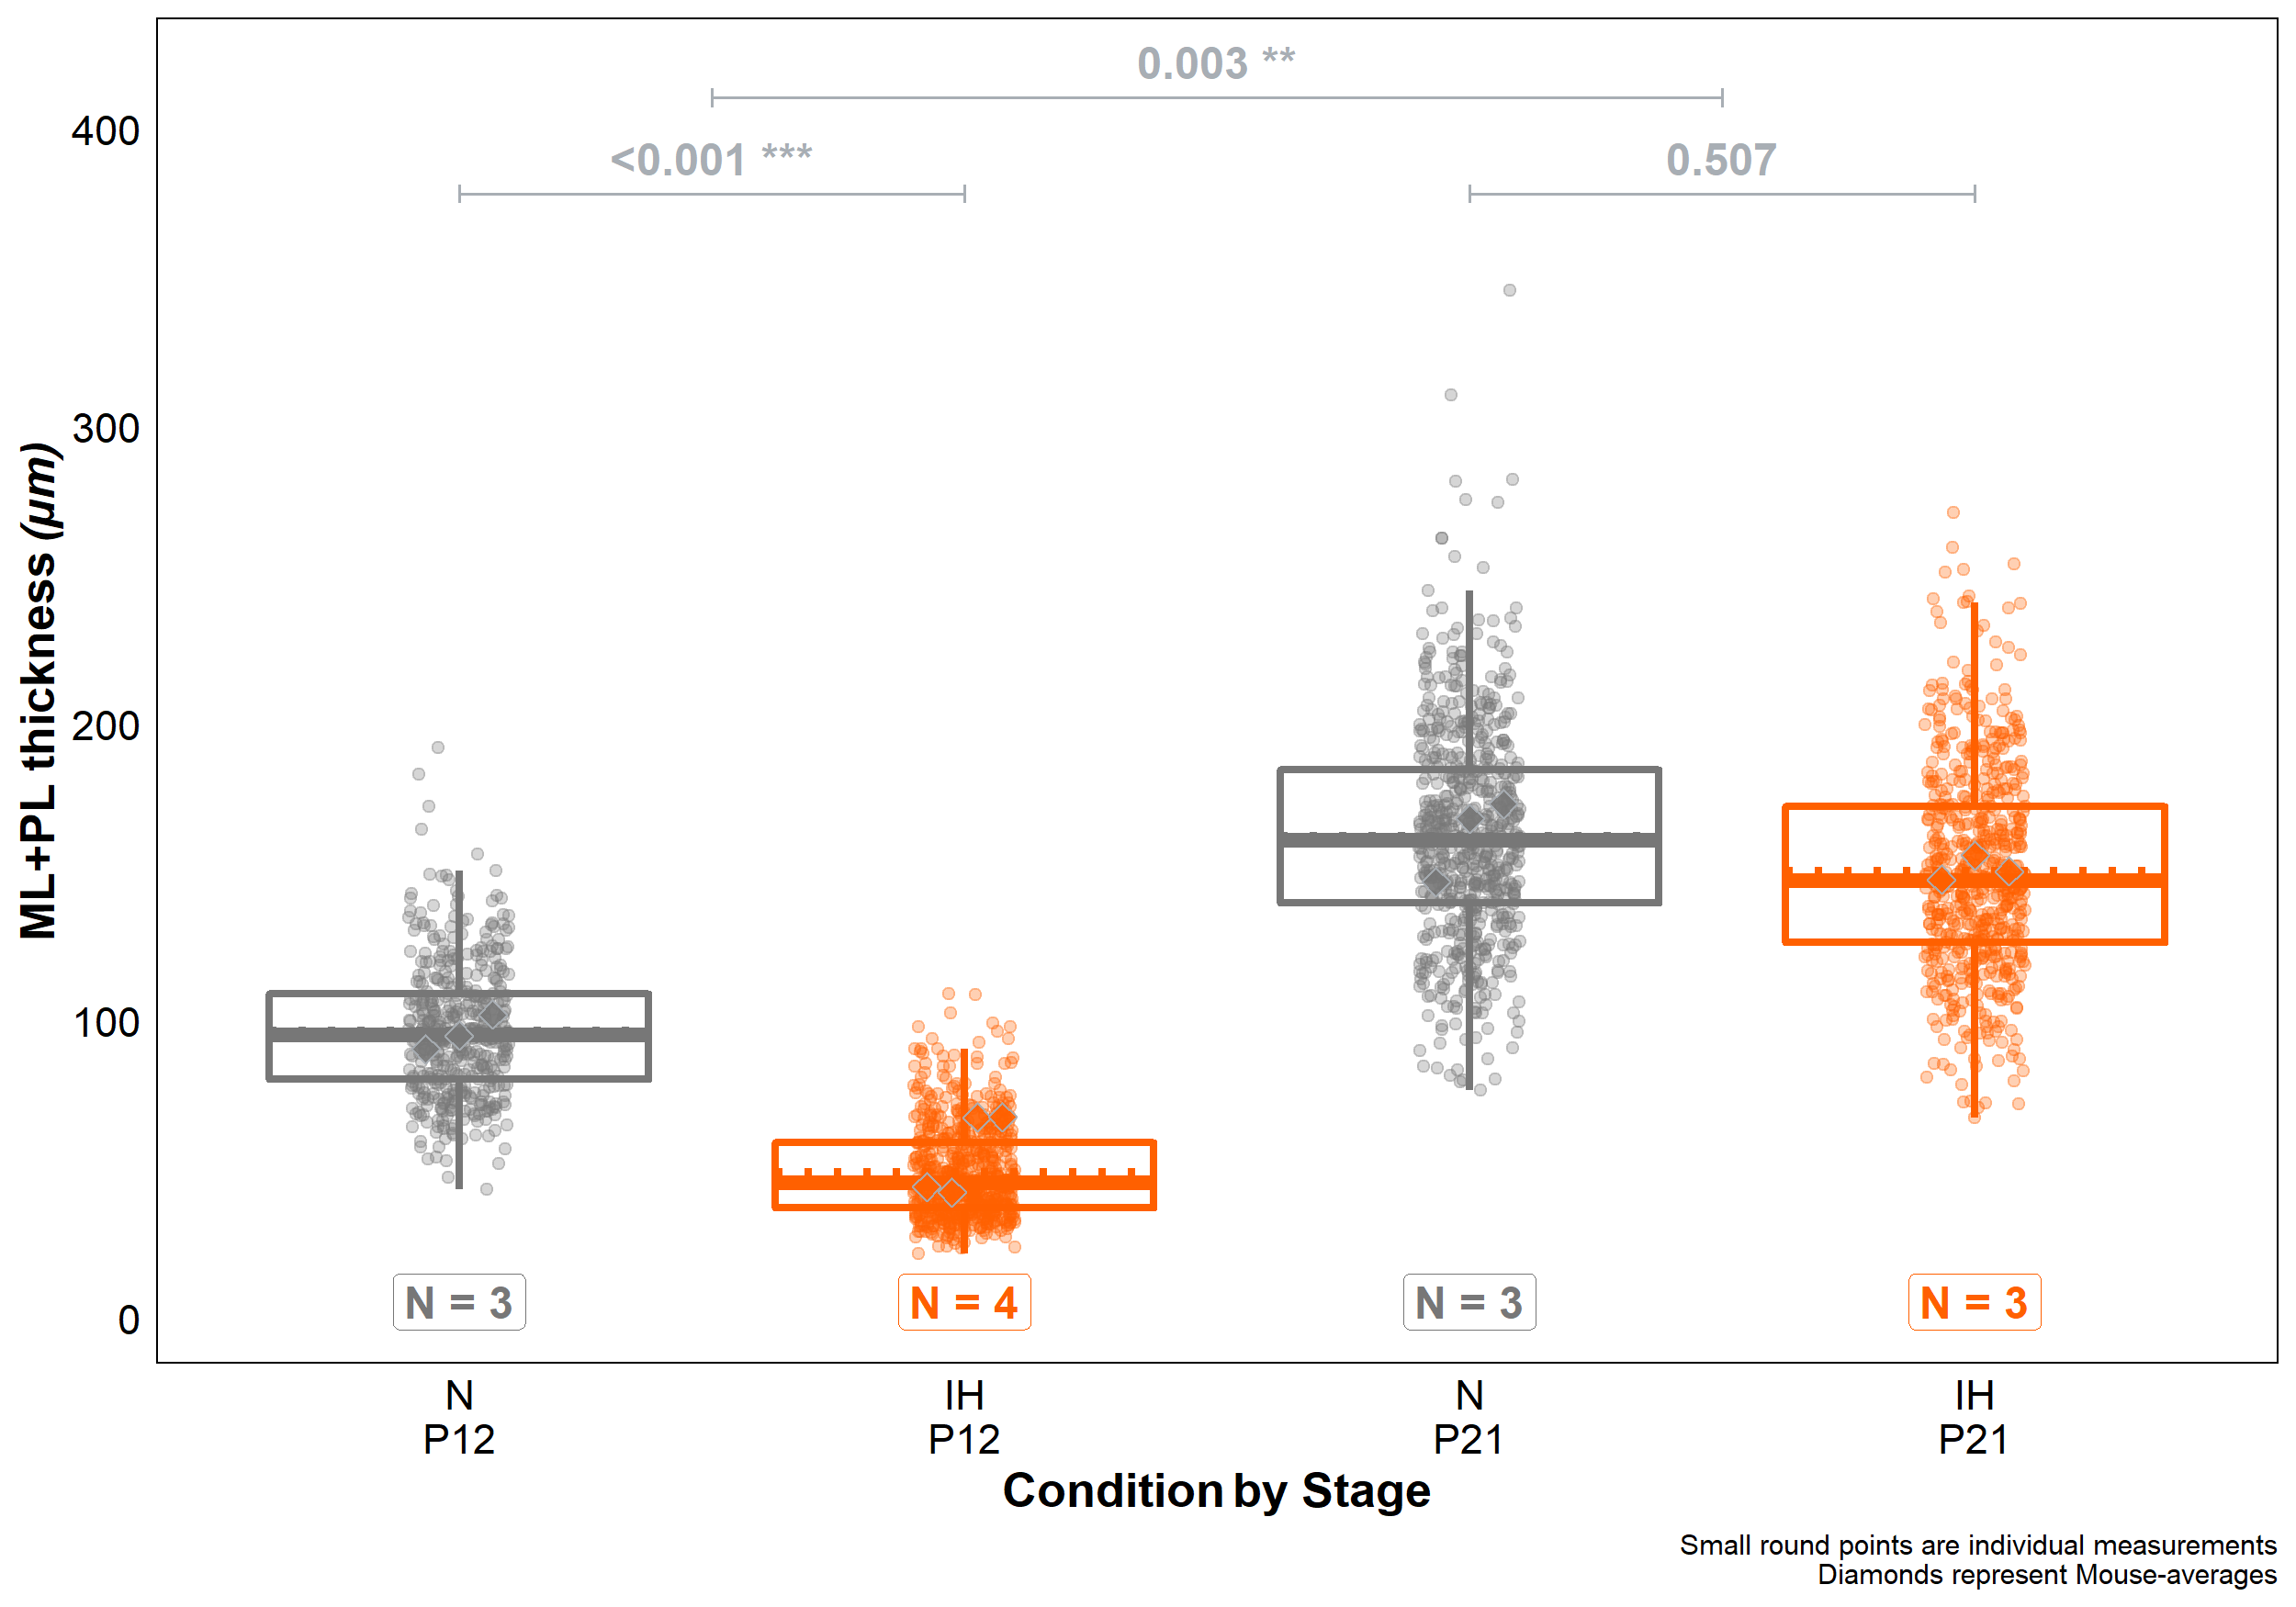 0.003 **
<0.001 ***
0.507
400
300
200
100
0
ML+PL thickness (µm)
N = 3
N = 4
N = 3
N = 3
N
P12
IH
P12
N
P21
IH
P21
Condition by Stage
Small round points are individual measurements
Diamonds represent Mouse-averages